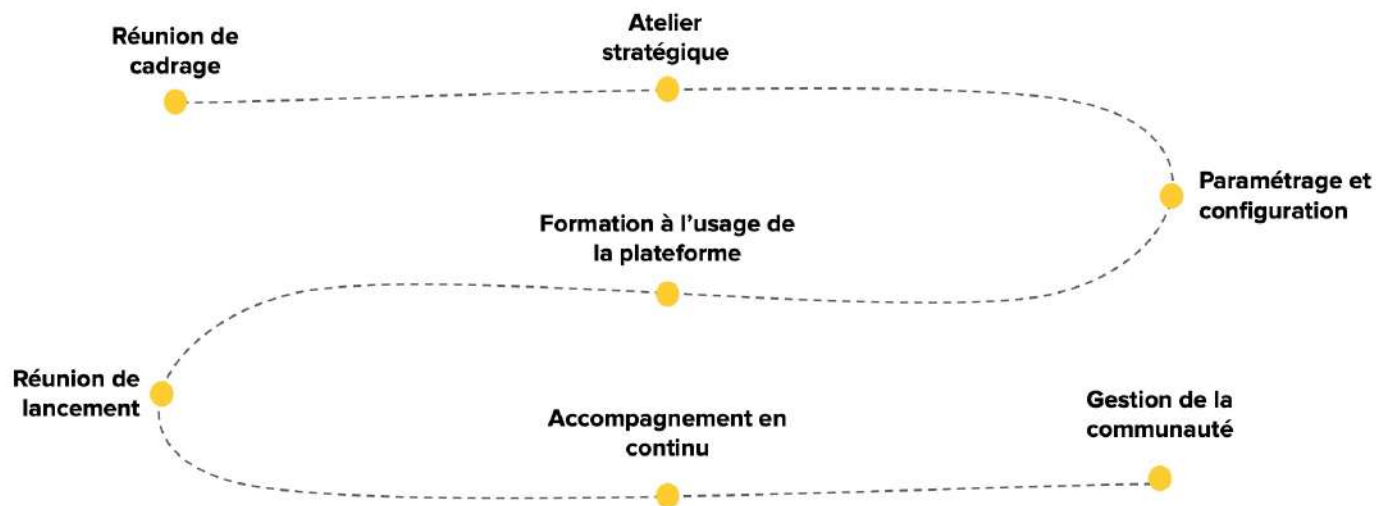 Réunion de
cadrage
Atelier
stratégique
Paramétrage et
configuration
Formation à l'usage de
la plateforme
Réunion de
lancement
Accompagnement en
continu
Gestion de la
communauté